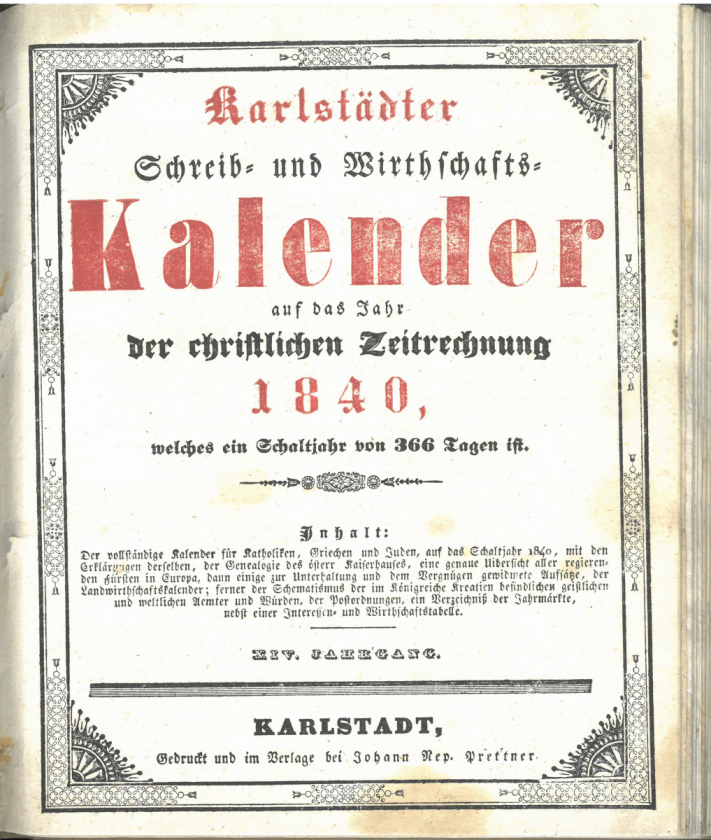 Karlstädter
Schreib- und Wirthschafts-
Kalender
auf das Jahr
der christlichen Zeitrechnung
1840,
welches ein Schaltjahr von 366 Tagen ist.
Inhalt:
Der vollständige Kalender für Katholiken, Griechen und Juden, auf das Schaltjahr 1840, mit den
Erklärungen derselben, der Genealogie des österr Kaiserhauses, eine genaue Uibersicht aller regieren-
den Fürsten in Europa, dann einige zur Unterhaltung und dem Vergnügen gewidmete Aufsätze, der
Landwirthschaftskalender; ferner der Schematismus der im Königreiche Kroatien befindlichen geistlichen
und weltlichen Aemter und Würden, der Postordnungen, ein Verzeichniß der Jahrmärkte,
nebst einer Interessen- und Wirthschaftstabelle.
XIV. JAHRGANG.
KARLSTADT,
Gedruckt und im Verlage bei Johann Nep. Prettner